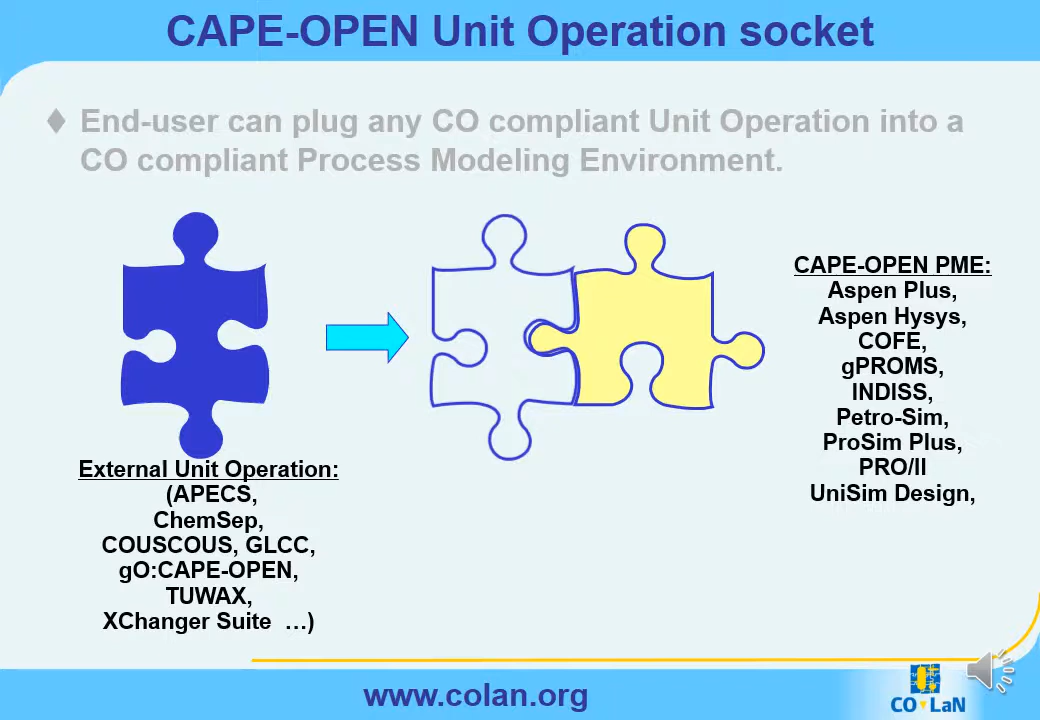 CAPE-OPEN Unit Operation socket
End-user can plug any CO compliant Unit Operation into a
CO compliant Process Modeling Environment.
CAPE-OPEN PME:
Aspen Plus,
Aspen Hysys,
COFE,
gPROMS,
INDISS,
Petro-Sim,
ProSim Plus,
PRO/II
UniSim Design,
External Unit Operation:
(APECS,
ChemSep,
COUSCOUS, GLCC,
gO:CAPE-OPEN,
TUWAX,
XChanger Suite …)
www.colan.org
CO LaN